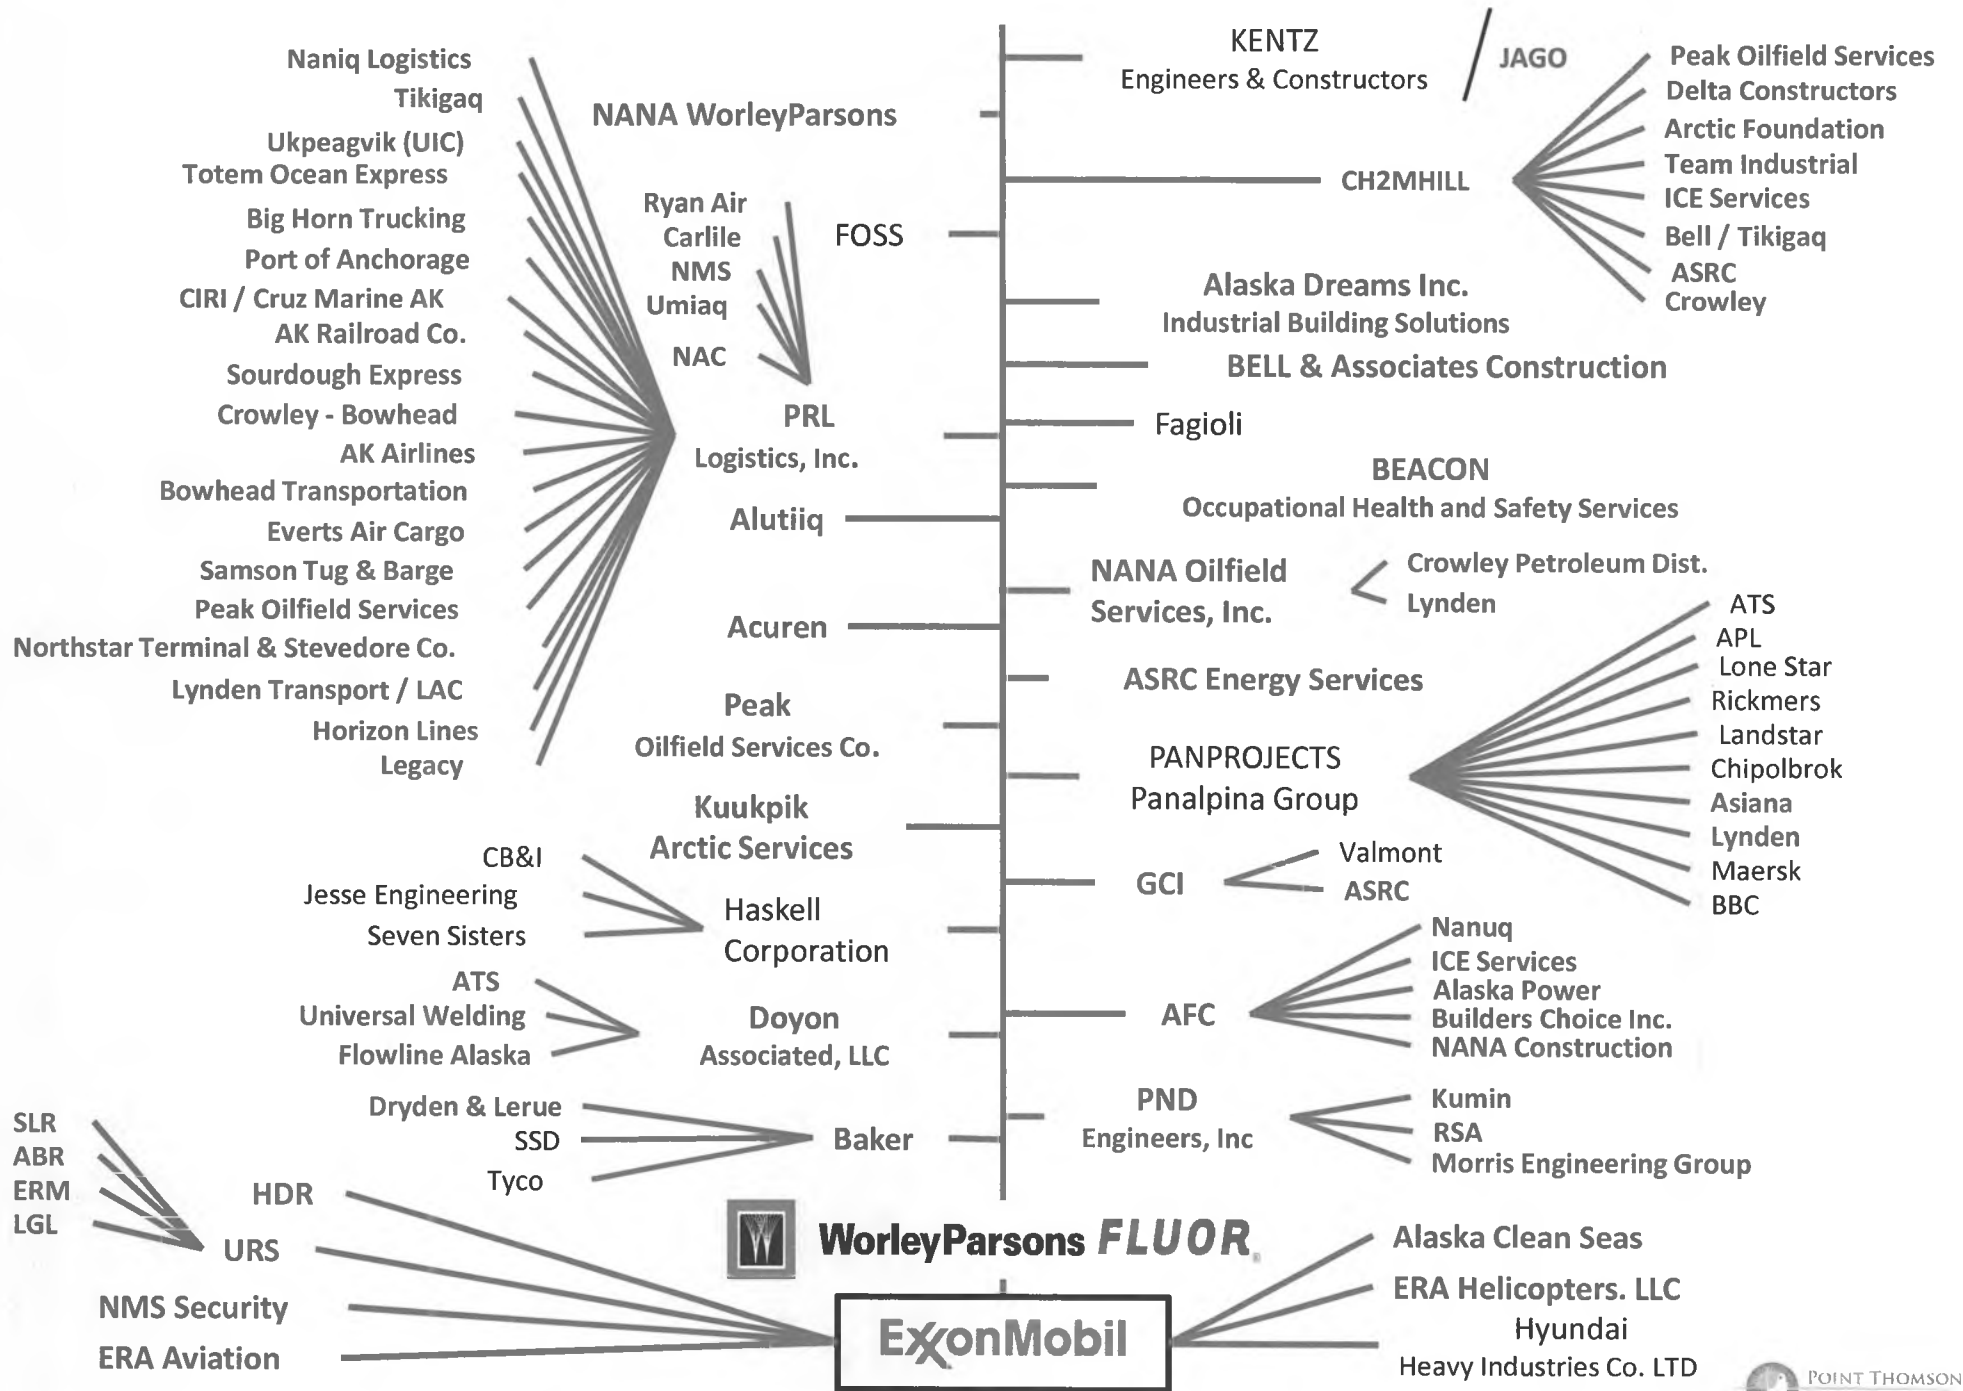 Naniq Logistics
Tikigaq
Ukpeagvik (UIC)
Totem Ocean Express
Big Horn Trucking
Port of Anchorage
CIRI / Cruz Marine AK
AK Railroad Co.
Sourdough Express
Crowley - Bowhead
AK Airlines
Bowhead Transportation
Everts Air Cargo
Samson Tug & Barge
Peak Oilfield Services
Northstar Terminal & Stevedore Co.
Lynden Transport / LAC
Horizon Lines
Legacy
NANA WorleyParsons
Ryan Air
Carlile
NMS
Umiaq
NAC
FOSS
PRL
Logistics, Inc.
Alutiiq
Acuren
Peak
Oilfield Services Co.
Kuukpik
Arctic Services
CB&I
Jesse Engineering
Seven Sisters
Haskell
Corporation
ATS
Universal Welding
Flowline Alaska
Doyon
Associated, LLC
Dryden & Lerue
SSD
Tyco
Baker
SLR
ABR
ERM
LGL
HDR
URS
NMS Security
ERA Aviation
KENTZ
Engineers & Constructors
JAGO
CH2MHILL
Peak Oilfield Services
Delta Constructors
Arctic Foundation
Team Industrial
ICE Services
Bell / Tikigaq
ASRC
Crowley
Alaska Dreams Inc.
Industrial Building Solutions
BELL & Associates Construction
Fagioli
BEACON
Occupational Health and Safety Services
NANA Oilfield
Services, Inc.
Crowley Petroleum Dist.
Lynden
ASRC Energy Services
PANPROJECTS
Panalpina Group
ATS
APL
Lone Star
Rickmers
Landstar
Chipolbrok
Asiana
Lynden
Maersk
BBC
GCI
Valmont
ASRC
AFC
Nanuq
ICE Services
Alaska Power
Builders Choice Inc.
NANA Construction
PND
Engineers, Inc
Kumin
RSA
Morris Engineering Group
WorleyParsons FLUOR®
ExxonMobil
Alaska Clean Seas
ERA Helicopters. LLC
Hyundai
Heavy Industries Co. LTD
POINT THOMSON